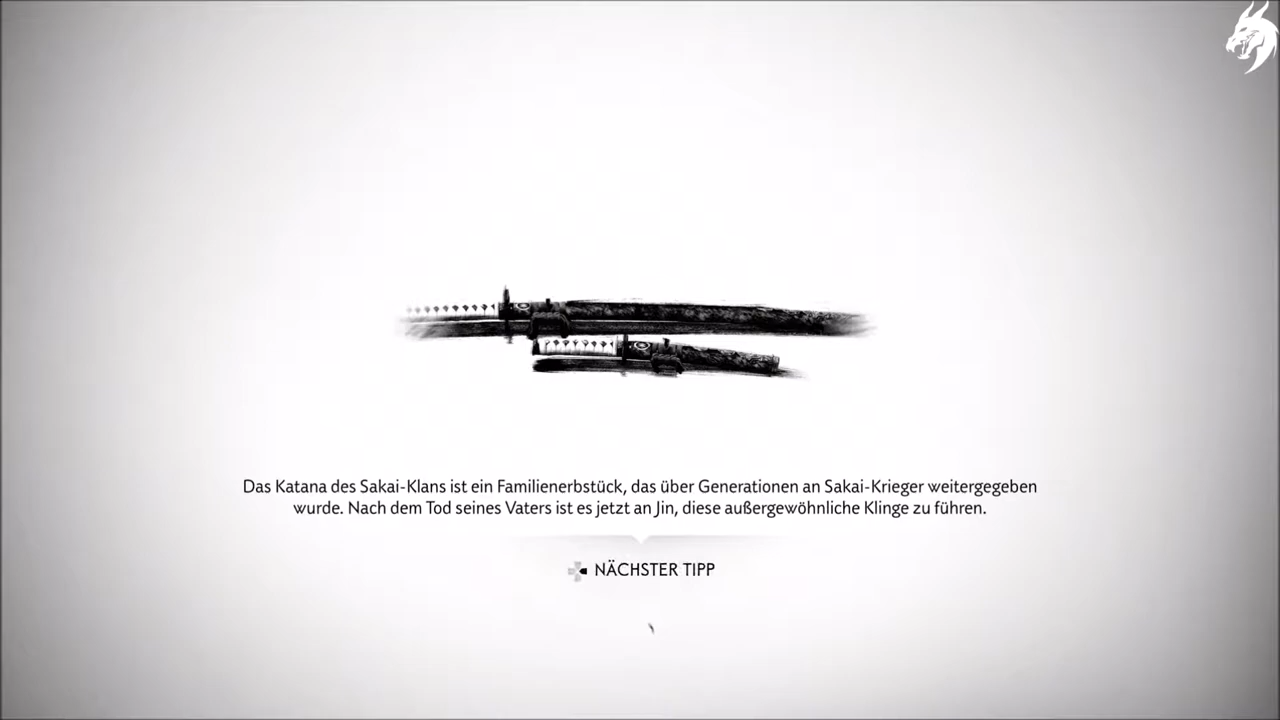 Das Katana des Sakai-Klans ist ein Familienerbstück, das über Generationen an Sakai-Krieger weitergegeben
wurde. Nach dem Tod seines Vaters ist es jetzt an Jin, diese außergewöhnliche Klinge zu führen.
NÄCHSTER TIPP